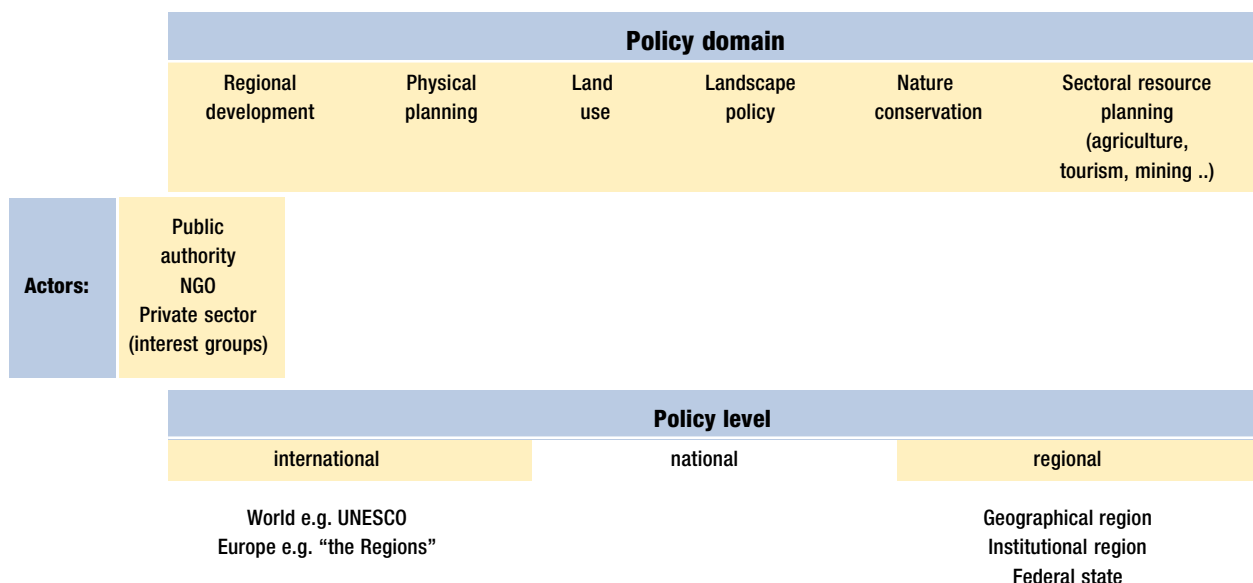 Policy domain
Regional
development
Physical
planning
Land
use
Landscape
policy
Nature
conservation
Sectoral resource
planning
(agriculture,
tourism, mining ..)
Actors:
Public
authority
NGO
Private sector
(interest groups)
Policy level
international
national
regional
World e.g. UNESCO
Europe e.g. “the Regions”
Geographical region
Institutional region
Federal state